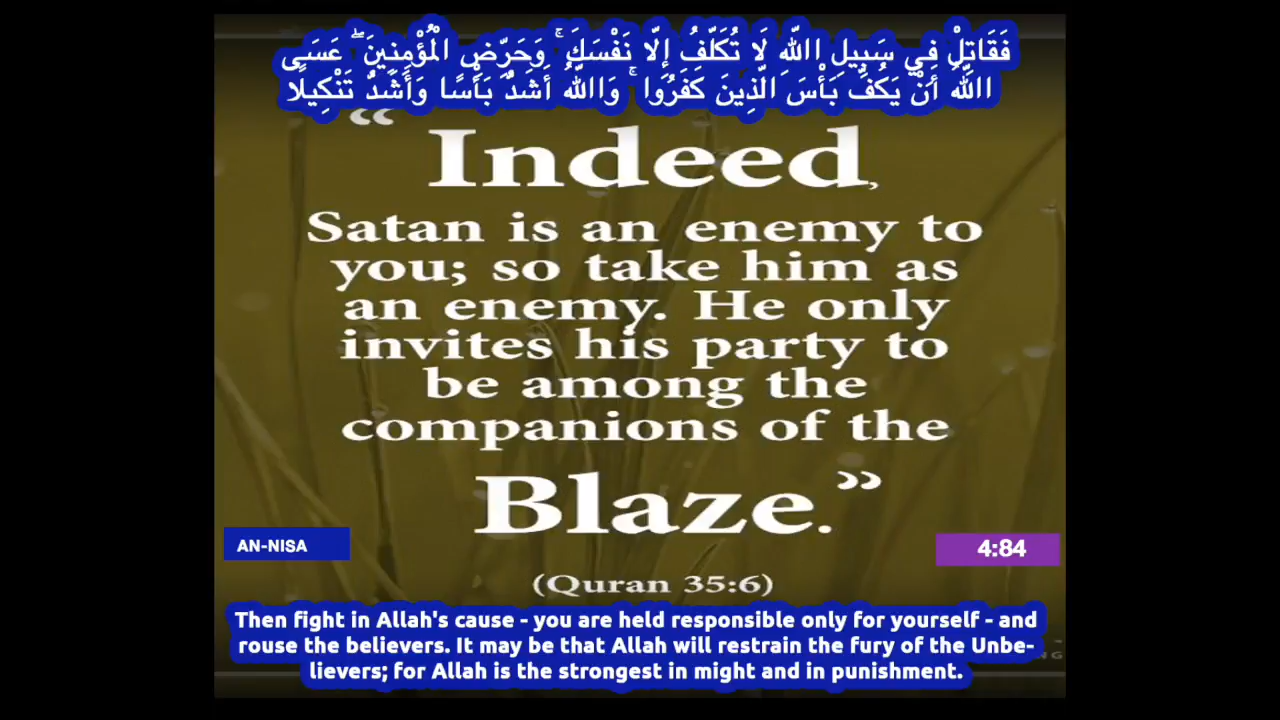 فَقَاتِلْ فِي سَبِيلِ اللَّهِ لَا تُكَلَّفُ إِلَّا نَفْسَكَ ۚ وَحَرِّضِ الْمُؤْمِنِينَ ۖ عَسَى
اللَّهُ أَنْ يَكُفَّ بَأْسَ الَّذِينَ كَفَرُوا ۚ وَاللَّهُ أَشَدُّ بَأْسًا وَأَشَدُّ تَنْكِيلًا
“Indeed,
Satan is an enemy to
you; so take him as
an enemy. He only
invites his party to
be among the
companions of the
Blaze.”
AN-NISA
4:84
(Quran 35:6)
Then fight in Allah's cause - you are held responsible only for yourself - and
rouse the believers. It may be that Allah will restrain the fury of the Unbe-
lievers; for Allah is the strongest in might and in punishment.